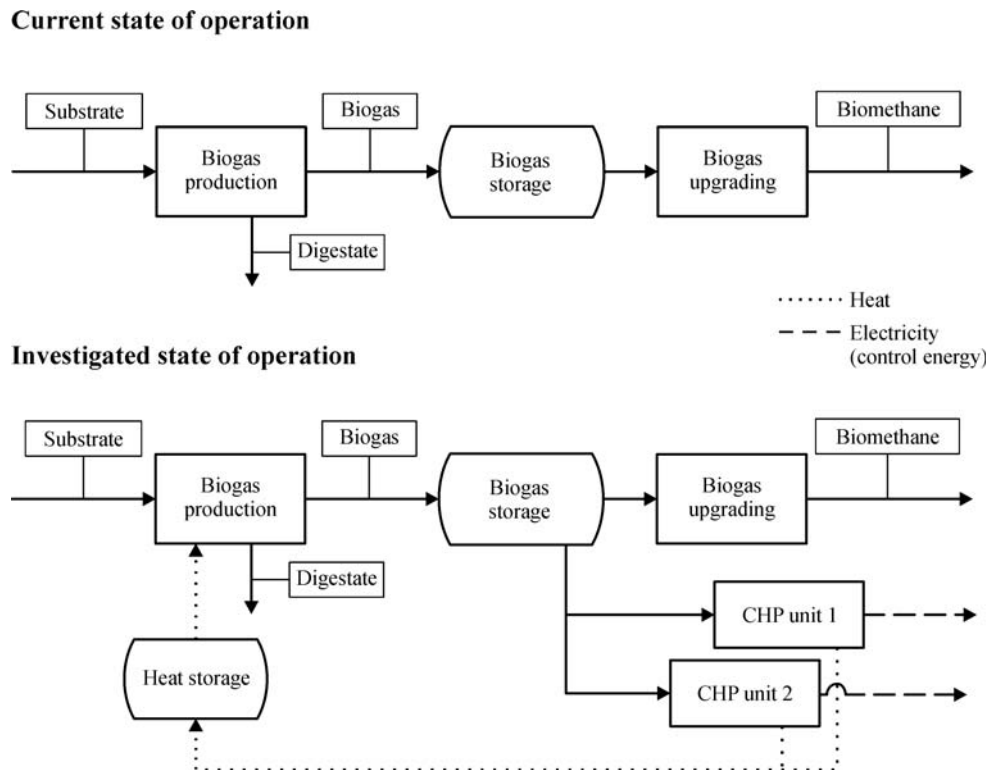 Current state of operation
Substrate
Biogas
Biomethane
Biogas
production
Biogas
storage
Biogas
upgrading
Digestate
Heat
Electricity
(control energy)
Investigated state of operation
Substrate
Biogas
Biomethane
Biogas
production
Biogas
storage
Biogas
upgrading
Digestate
CHP unit 1
Heat storage
CHP unit 2